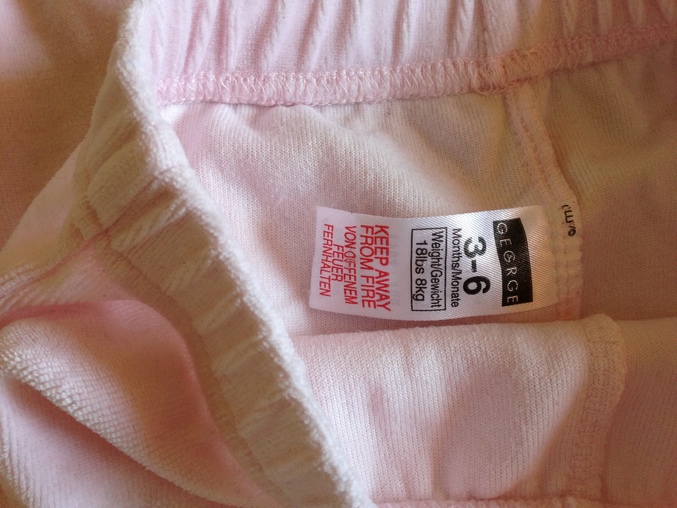 GEORGE
3-6
Months/Monate
Weight/Gewicht
18lbs 8kg
KEEP AWAY
FROM FIRE
VON OFFENEM
FEUER
FERNHALTEN